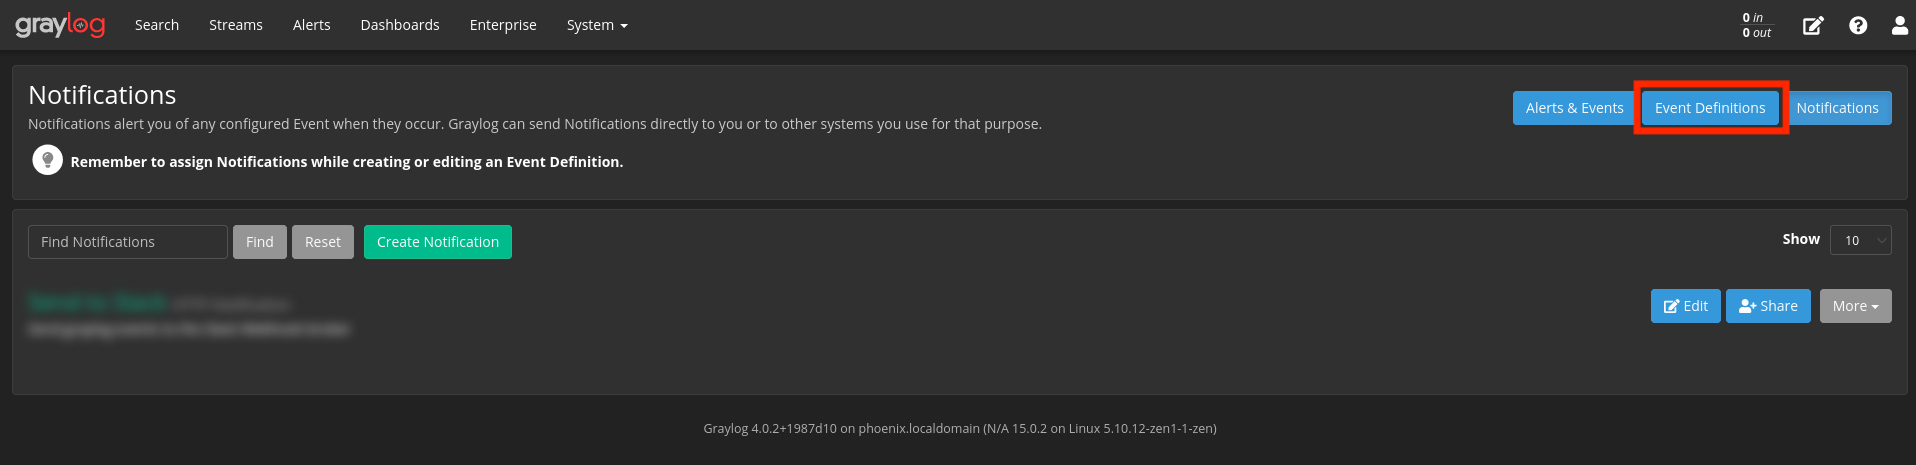 graylog Search Streams Alerts Dashboards Enterprise System 0 in
0 out
Notifications
Alerts & Events Event Definitions Notifications
Notifications alert you of any configured Event when they occur. Graylog can send Notifications directly to you or to other systems you use for that purpose.
Remember to assign Notifications while creating or editing an Event Definition.
Find Notifications Find Reset Create Notification Show 10
Edit Share More
Graylog 4.0.2+1987d10 on phoenix.localdomain (N/A 15.0.2 on Linux 5.10.12-zen1-1-zen)